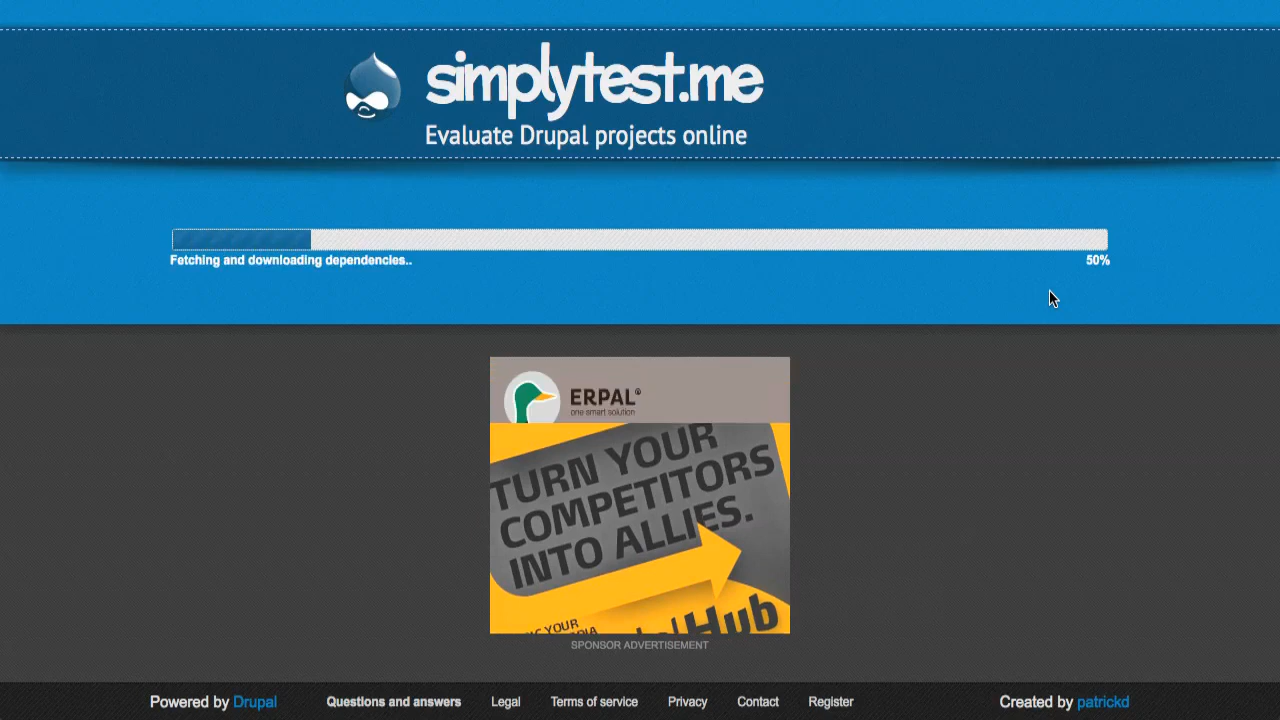 simplytest.me
Evaluate Drupal projects online
Fetching and downloading dependencies..
50%
ERPAL®
one smart solution
TURN YOUR
COMPETITORS
INTO ALLIES.
YOUR
Hub
SPONSOR ADVERTISEMENT
Powered by Drupal
Questions and answers
Legal
Terms of service
Privacy
Contact
Register
Created by patrickd